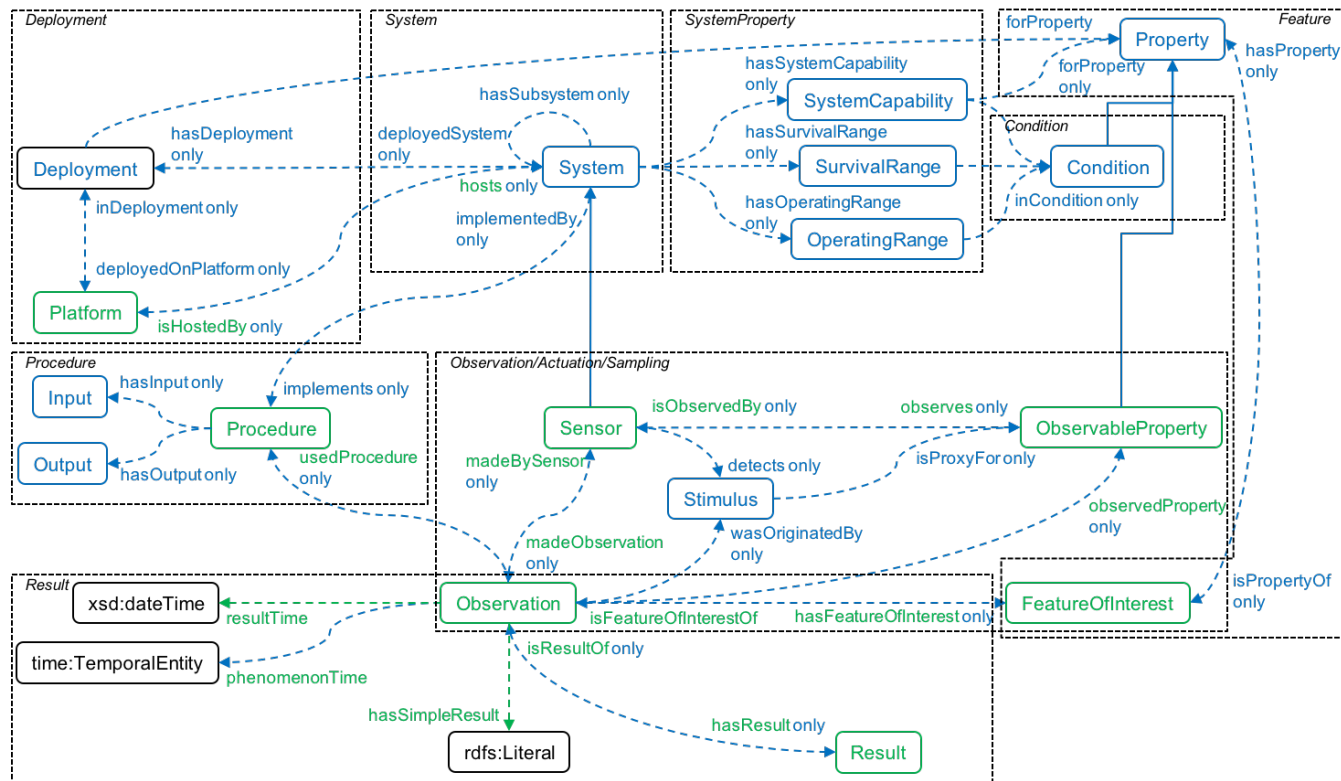 Deployment
System
SystemProperty
Feature
forProperty
Property
hasProperty
only
hasSystemCapability
only
forProperty
only
SystemCapability
hasSubsystem only
Condition
hasDeployment
only
deployedSystem
only
hasSurvivalRange
only
Deployment
System
SurvivalRange
Condition
hosts only
inDeployment only
implementedBy
only
hasOperatingRange
only
inCondition only
OperatingRange
deployedOnPlatform only
Platform
isHostedBy only
Procedure
Observation/Actuation/Sampling
hasInput only
implements only
Input
isObservedBy only
observes only
Procedure
Sensor
ObservableProperty
Output
usedProcedure
only
hasOutput only
madeBySensor
only
detects only
isProxyFor only
Stimulus
observedProperty
only
wasOriginatedBy
only
madeObservation
only
Result
xsd:dateTime
Observation
FeatureOfInterest
isPropertyOf
only
resultTime
isFeatureOfInterestOf
hasFeatureOfInterest only
isResultOf only
time:TemporalEntity
phenomenonTime
hasSimpleResult
hasResult only
rdfs:Literal
Result